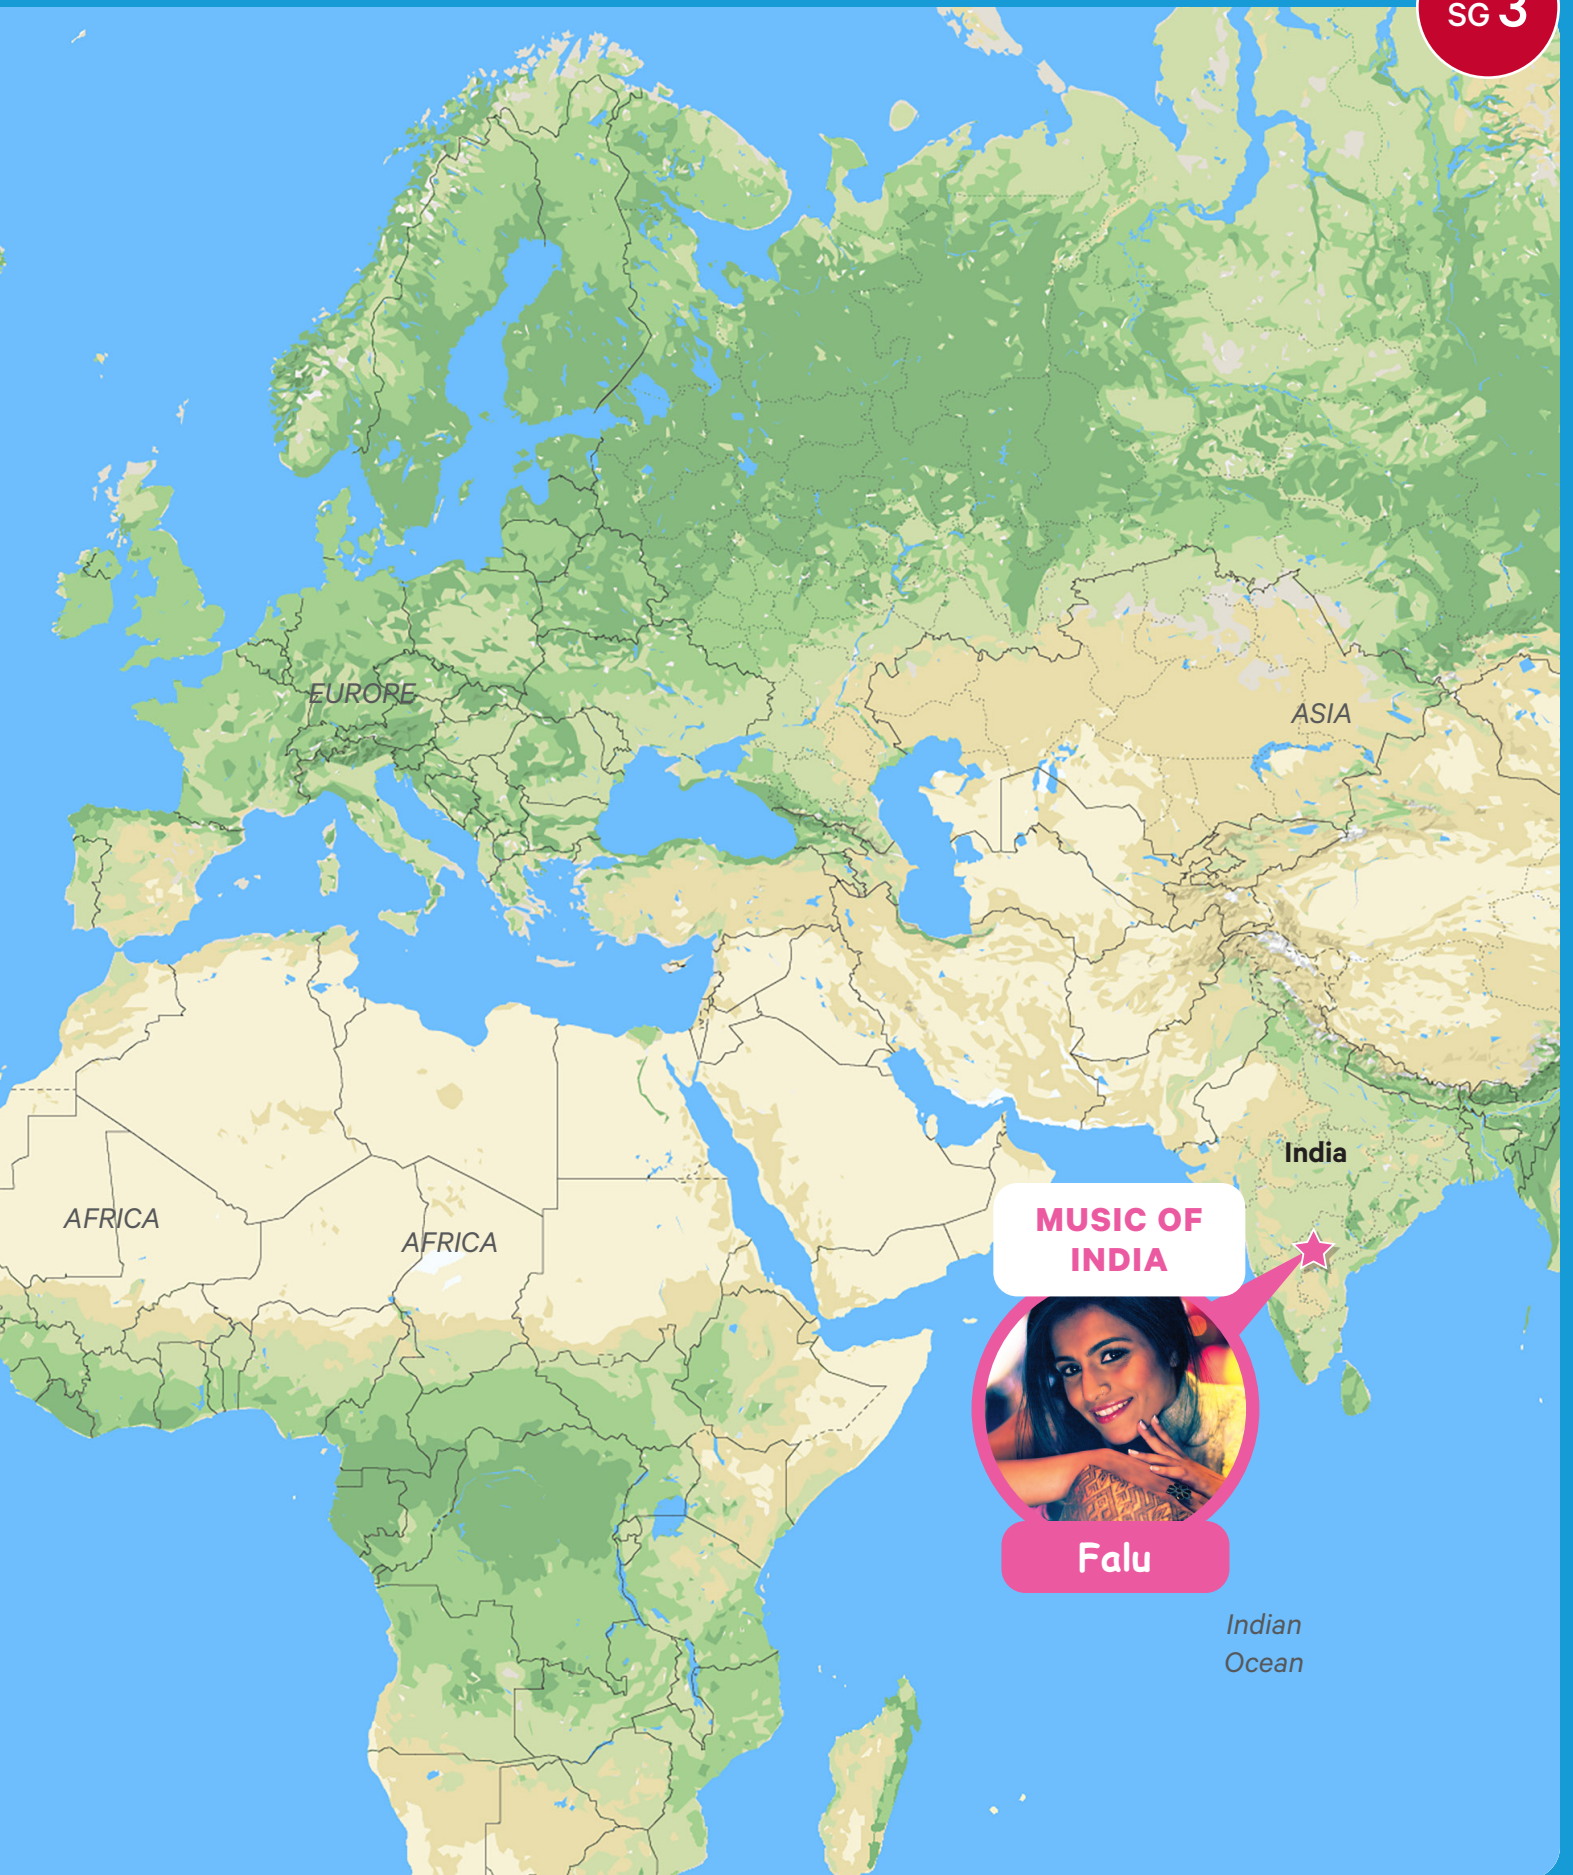 SG 3
EUROPE
ASIA
India
AFRICA
AFRICA
MUSIC OF
INDIA
Falu
Indian
Ocean